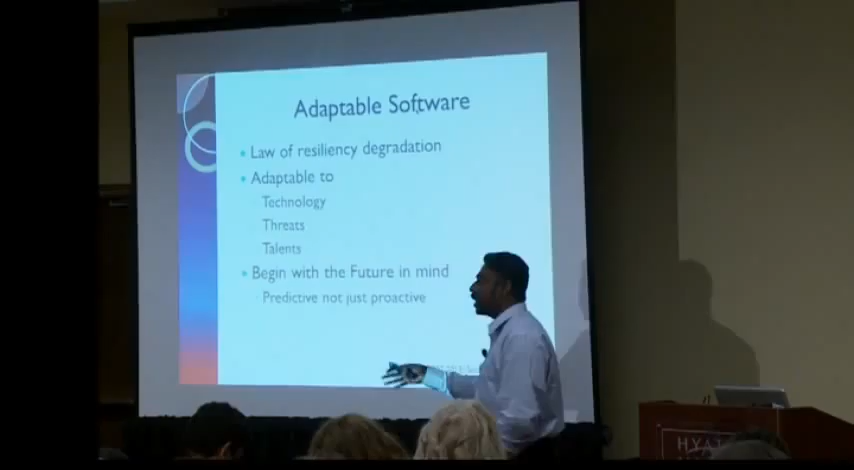 Adaptable Software
• Law of resiliency degradation
• Adaptable to
Technology
Threats
Talents
• Begin with the Future in mind
Predictive not just proactive